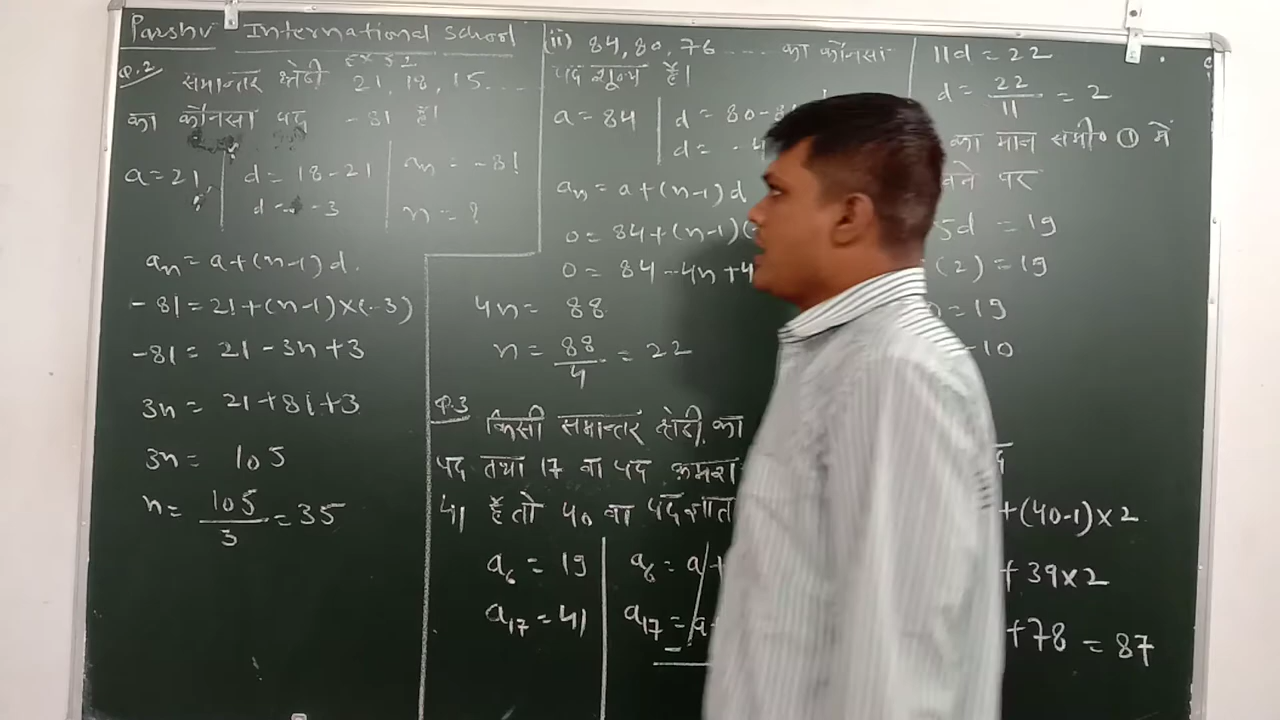 Parshv International School
Ex 5.2
Q.2 समान्तर श्रेढी 21, 18, 15.....
का कौनसा पद -81 है।
a = 21
d = 18-21
d = -3
an = -81
n = ?
an = a+(n-1)d.
-81 = 21+(n-1)×(-3)
-81 = 21-3n+3
3n = 21+81+3
3n = 105
n = 105/3 = 35
(ii) 84, 80, 76 ..... का कौनसा
पद शून्य है।
a = 84
d = 80-8
d = -4
an = a+(n-1)d
0 = 84+(n-1)(
0 = 84-4n+4
4n = 88
n = 88/4 = 22
Q.3 किसी समान्तर श्रेढी का
पद तथा 17 वा पद क्रमश
41 है तो 40 वा पद ज्ञात
a6 = 19
a17 = 41
a6 = a+
a17 = a+
11d = 22
d = 22/11 = 2
का मान समी० ① में
पर
5d = 19
(2) = 19
= 19
-10
+(40-1)×2
+39×2
+78 = 87